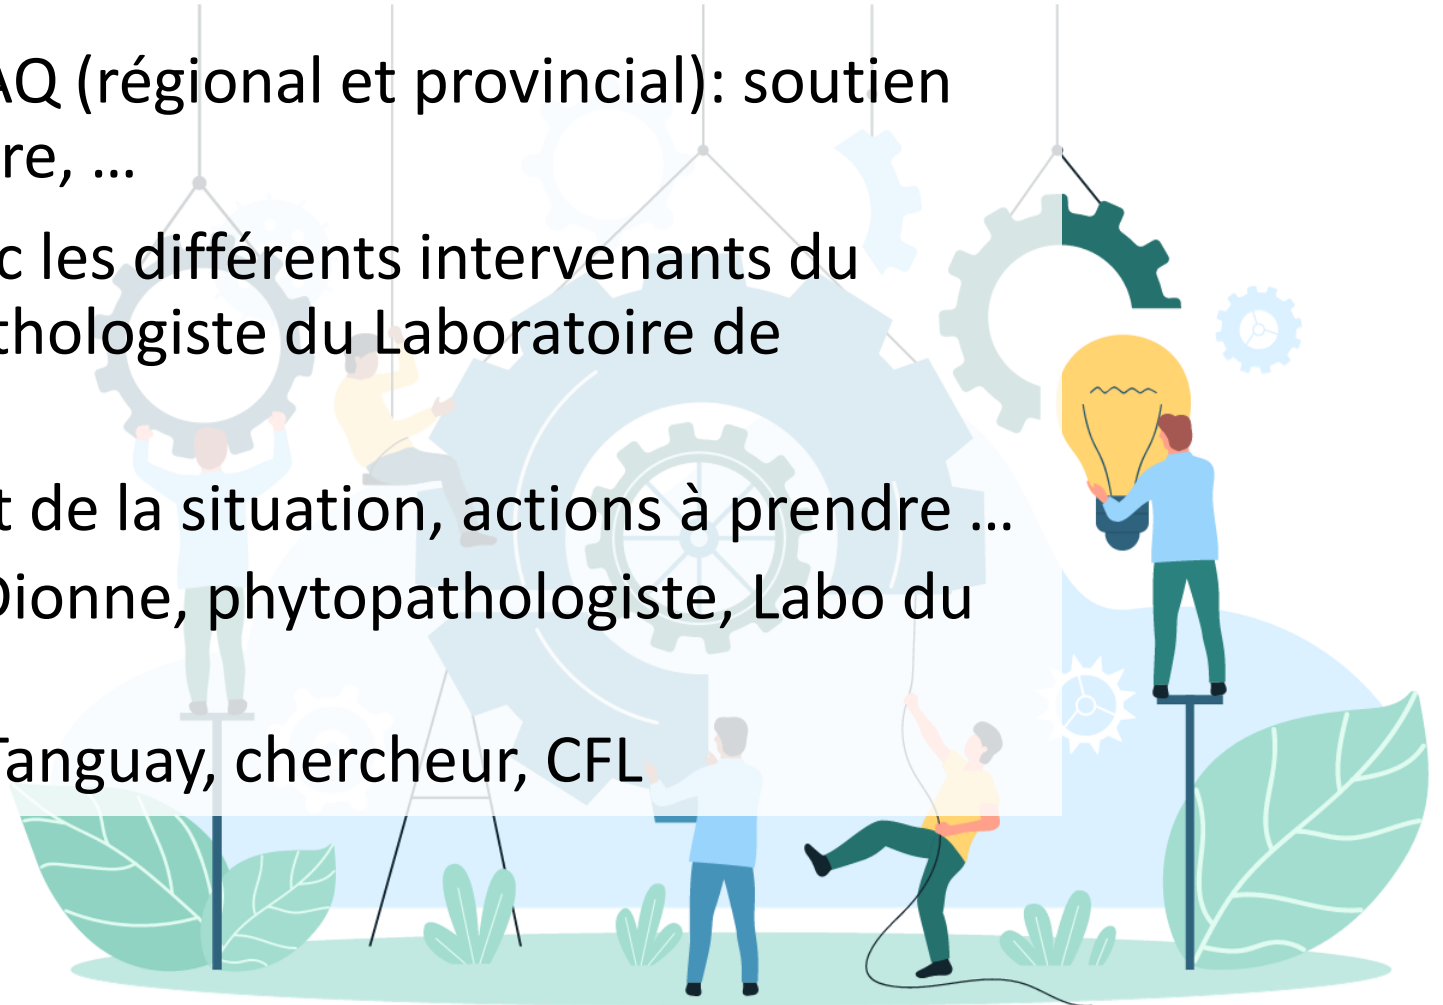 AQ (régional et provincial): soutien
re, ...
c les différents intervenants du
thologiste du Laboratoire de
t de la situation, actions à prendre ...
Dionne, phytopathologiste, Labo du
Tanguay, chercheur, CFL